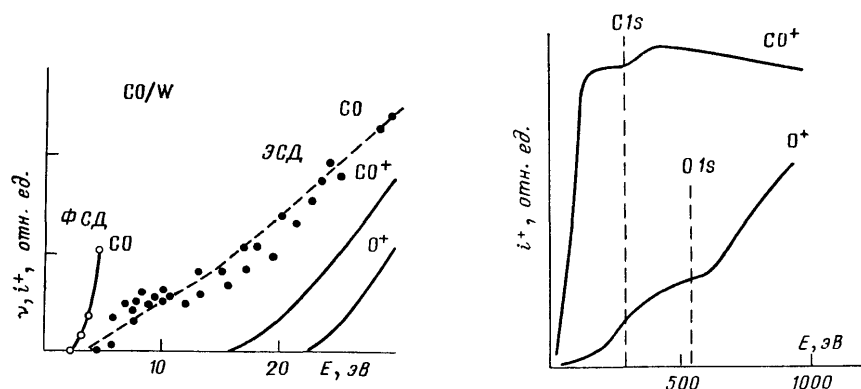 CO/W
CO
ЭСД
CO⁺
O⁺
ФСД
CO
ν, i⁺, отн. ед.
10
20
E, эВ
C1s
CO⁺
O⁺
O1s
i⁺, отн. ед.
E, эВ
500
1000